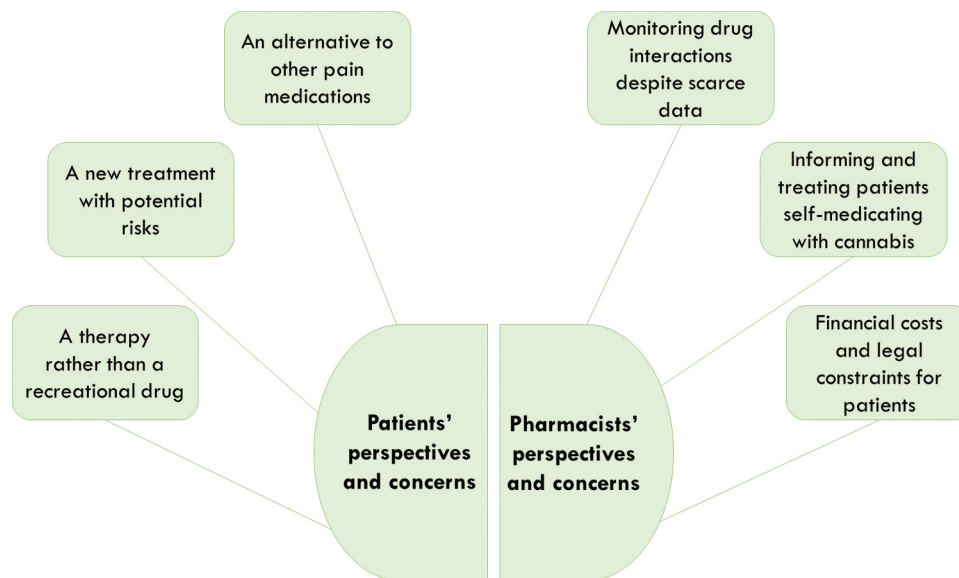 An alternative to
other pain
medications
Monitoring drug
interactions
despite scarce
data
A new treatment
with potential
risks
Informing and
treating patients
self-medicating
with cannabis
A therapy
rather than a
recreational drug
Financial costs
and legal
constraints for
patients
Patients’
perspectives
and concerns
Pharmacists’
perspectives
and concerns